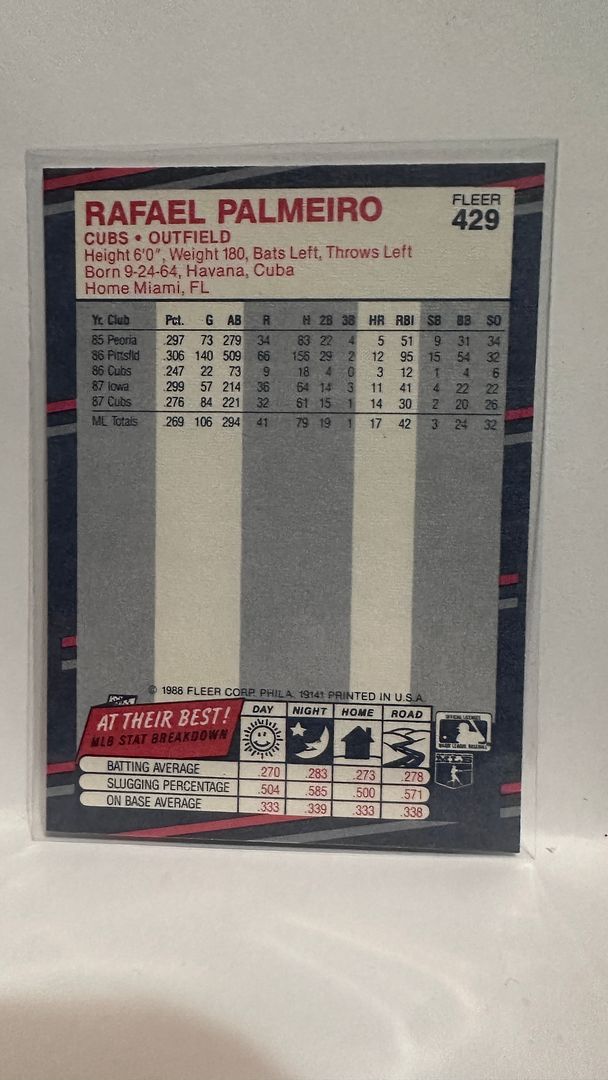 RAFAEL PALMEIRO
FLEER
429
CUBS • OUTFIELD
Height 6'0", Weight 180, Bats Left, Throws Left
Born 9-24-64, Havana, Cuba
Home Miami, FL
Yr. Club Pct. G AB R H 2B 3B HR RBI SB BB SO
85 Peoria .297 73 279 34 83 22 4 5 51 9 31 34
86 Pittsfld .306 140 509 66 156 29 2 12 95 15 54 32
86 Cubs .247 22 73 9 18 4 0 3 12 1 4 6
87 Iowa .299 57 214 36 64 14 3 11 41 4 22 22
87 Cubs .276 84 221 32 61 15 1 14 30 2 20 26
ML Totals .269 106 294 41 79 19 1 17 42 3 24 32
© 1988 FLEER CORP. PHILA. 19141 PRINTED IN U.S.A.
AT THEIR BEST!
MLB STAT BREAKDOWN
DAY NIGHT HOME ROAD
BATTING AVERAGE .270 .283 .273 .278
SLUGGING PERCENTAGE .504 .585 .500 .571
ON BASE AVERAGE .333 .339 .333 .338
OFFICIAL LICENSEE
MAJOR LEAGUE BASEBALL